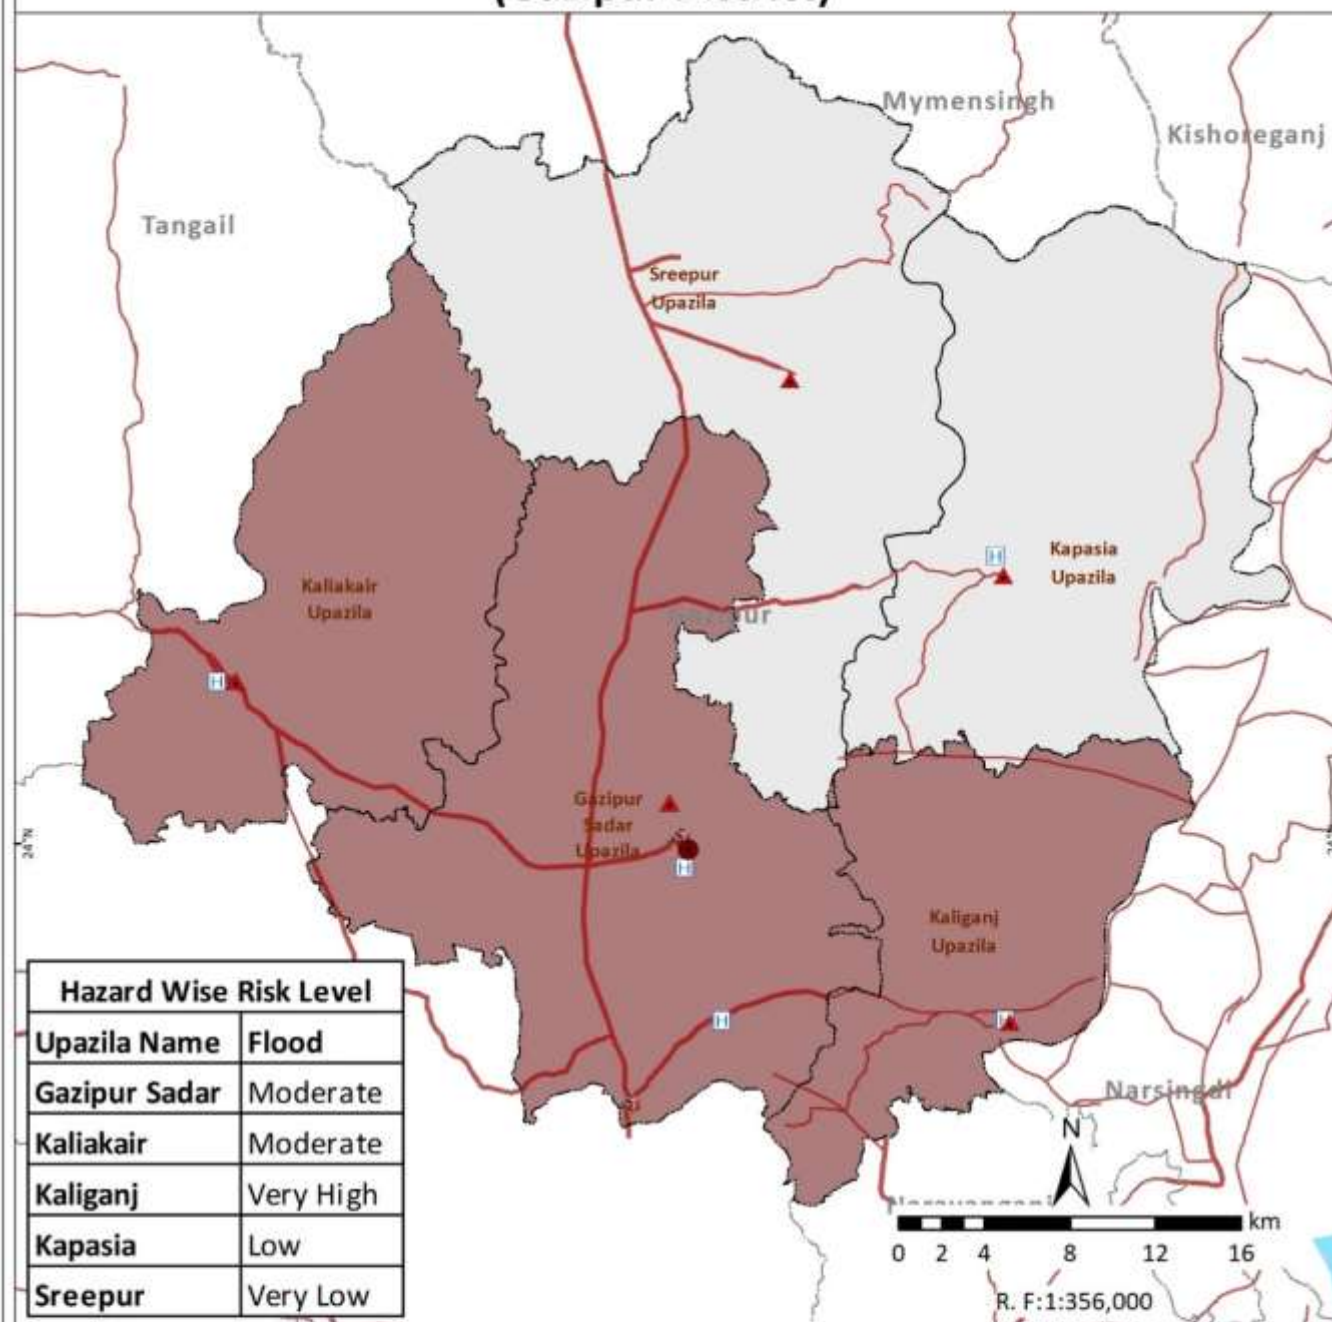 Mymensingh
Kishoreganj
Tangail
Sreepur
Upazila
H
Kapasia
Upazila
Kaliakair
Upazila
H
Gazipur
Sadar
Upazila
H
24°N
Kaliganj
Upazila
H
H
Narsingdi
Hazard Wise Risk Level
Upazila Name Flood
Gazipur Sadar Moderate
Kaliakair Moderate
Kaliganj Very High
Kapasia Low
Sreepur Very Low
N
km
0 2 4 8 12 16
R. F:1:356,000